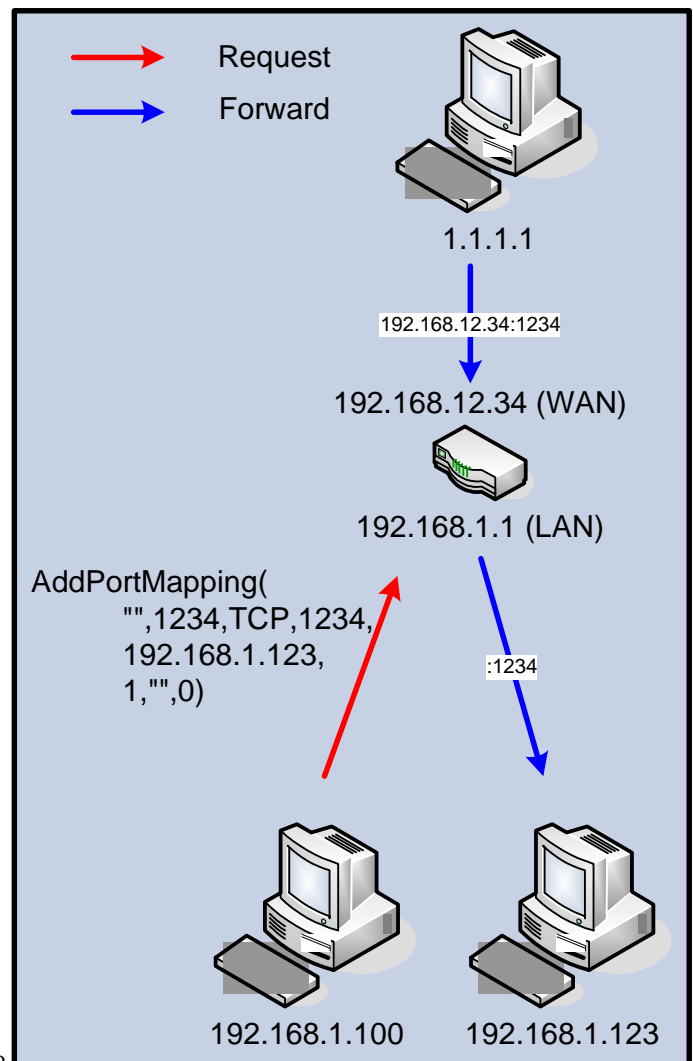 Request
Forward
1.1.1.1
192.168.12.34:1234
192.168.12.34 (WAN)
192.168.1.1 (LAN)
AddPortMapping(
"",1234,TCP,1234,
192.168.1.123,
1,"",0)
:1234
192.168.1.100
192.168.1.123